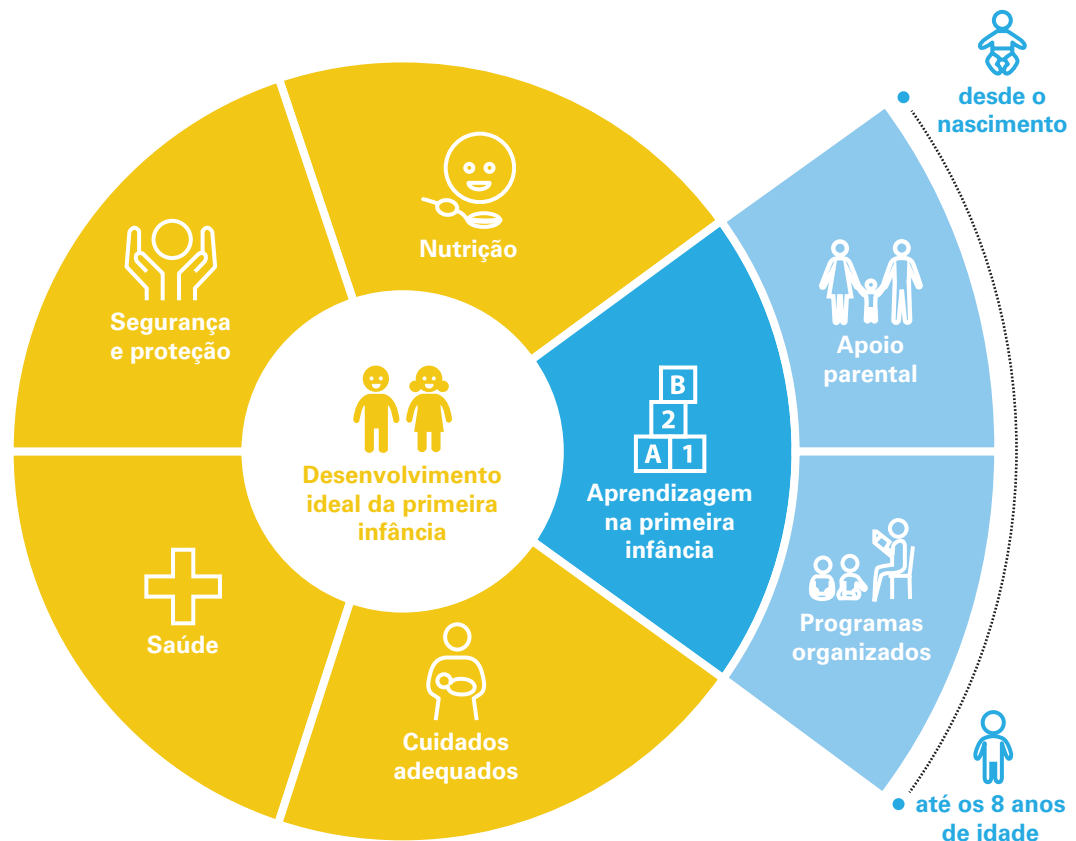 desde o
nascimento
Nutrição
Segurança
e proteção
Apoio
parental
B
2
A 1
Desenvolvimento
ideal da primeira
infância
Aprendizagem
na primeira
infância
Saúde
Programas
organizados
Cuidados
adequados
até os 8 anos
de idade